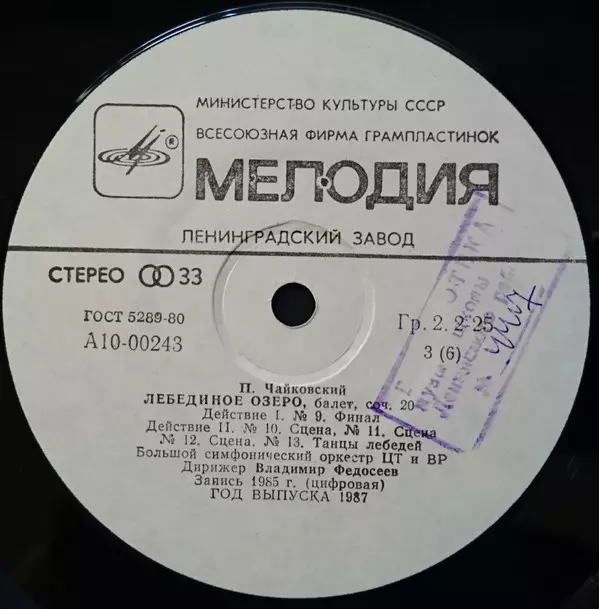 МИНИСТЕРСТВО КУЛЬТУРЫ СССР
ВСЕСОЮЗНАЯ ФИРМА ГРАМПЛАСТИНОК
®
МЕЛОДИЯ
ЛЕНИНГРАДСКИЙ ЗАВОД
СТЕРЕО 33
ГОСТ 5289-80
А10-00243
Гр. 2. 2-25
3 (6)
П. Чайковский
ЛЕБЕДИНОЕ ОЗЕРО, балет, соч. 20
Действие I. № 9. Финал
Действие II. № 10. Сцена, № 11. Сцена
№ 12. Сцена, № 13. Танцы лебедей
Большой симфонический оркестр ЦТ и ВР
Дирижер Владимир Федосеев
Запись 1985 г. (цифровая)
ГОД ВЫПУСКА 1987